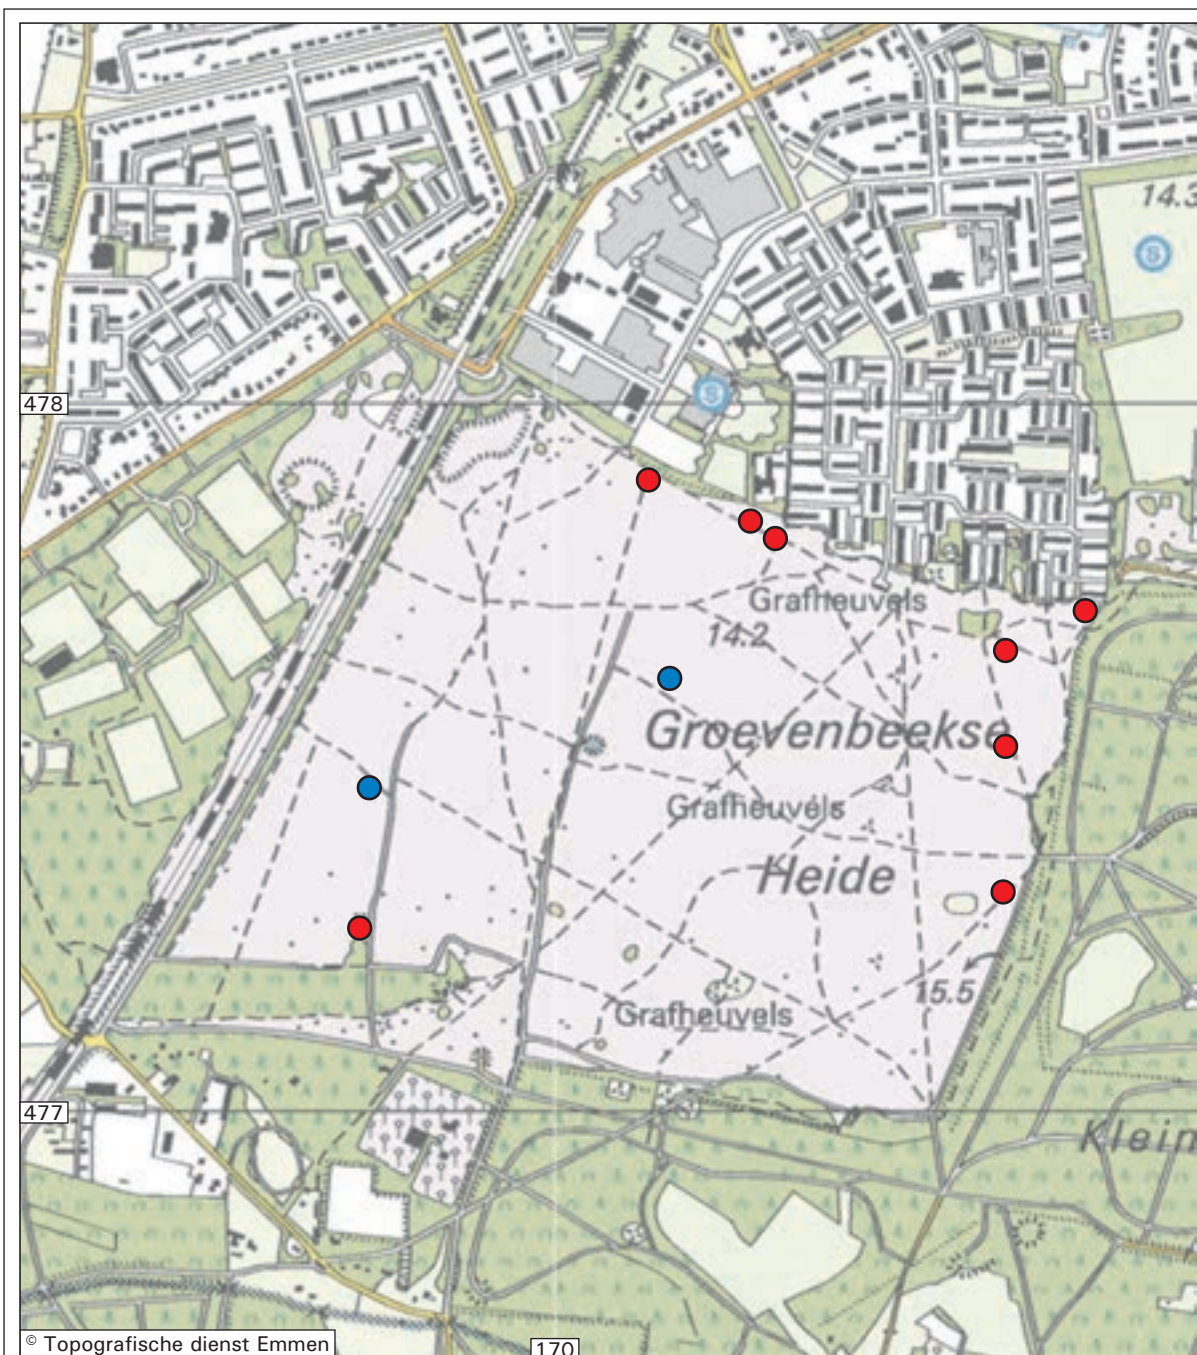 14.3
S
478
S
Grafheuvels
14.2
Groevenbeekse
Grafheuvels
Heide
15.5
Grafheuvels
477
Klein
© Topografische dienst Emmen
170